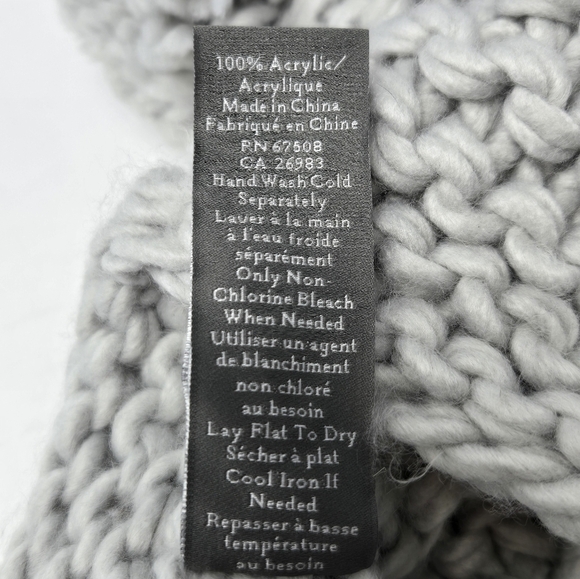 100% Acrylic/
Acrylique
Made in China
Fabriqué en Chine
RN 67508
CA 26983
Hand Wash Cold
Separately
Laver à la main
à l'eau froide
séparément
Only Non-
Chlorine Bleach
When Needed
Utiliser un agent
de blanchiment
non chloré
au besoin
Lay Flat To Dry
Sécher à plat
Cool Iron If
Needed
Repasser à basse
température
au besoin